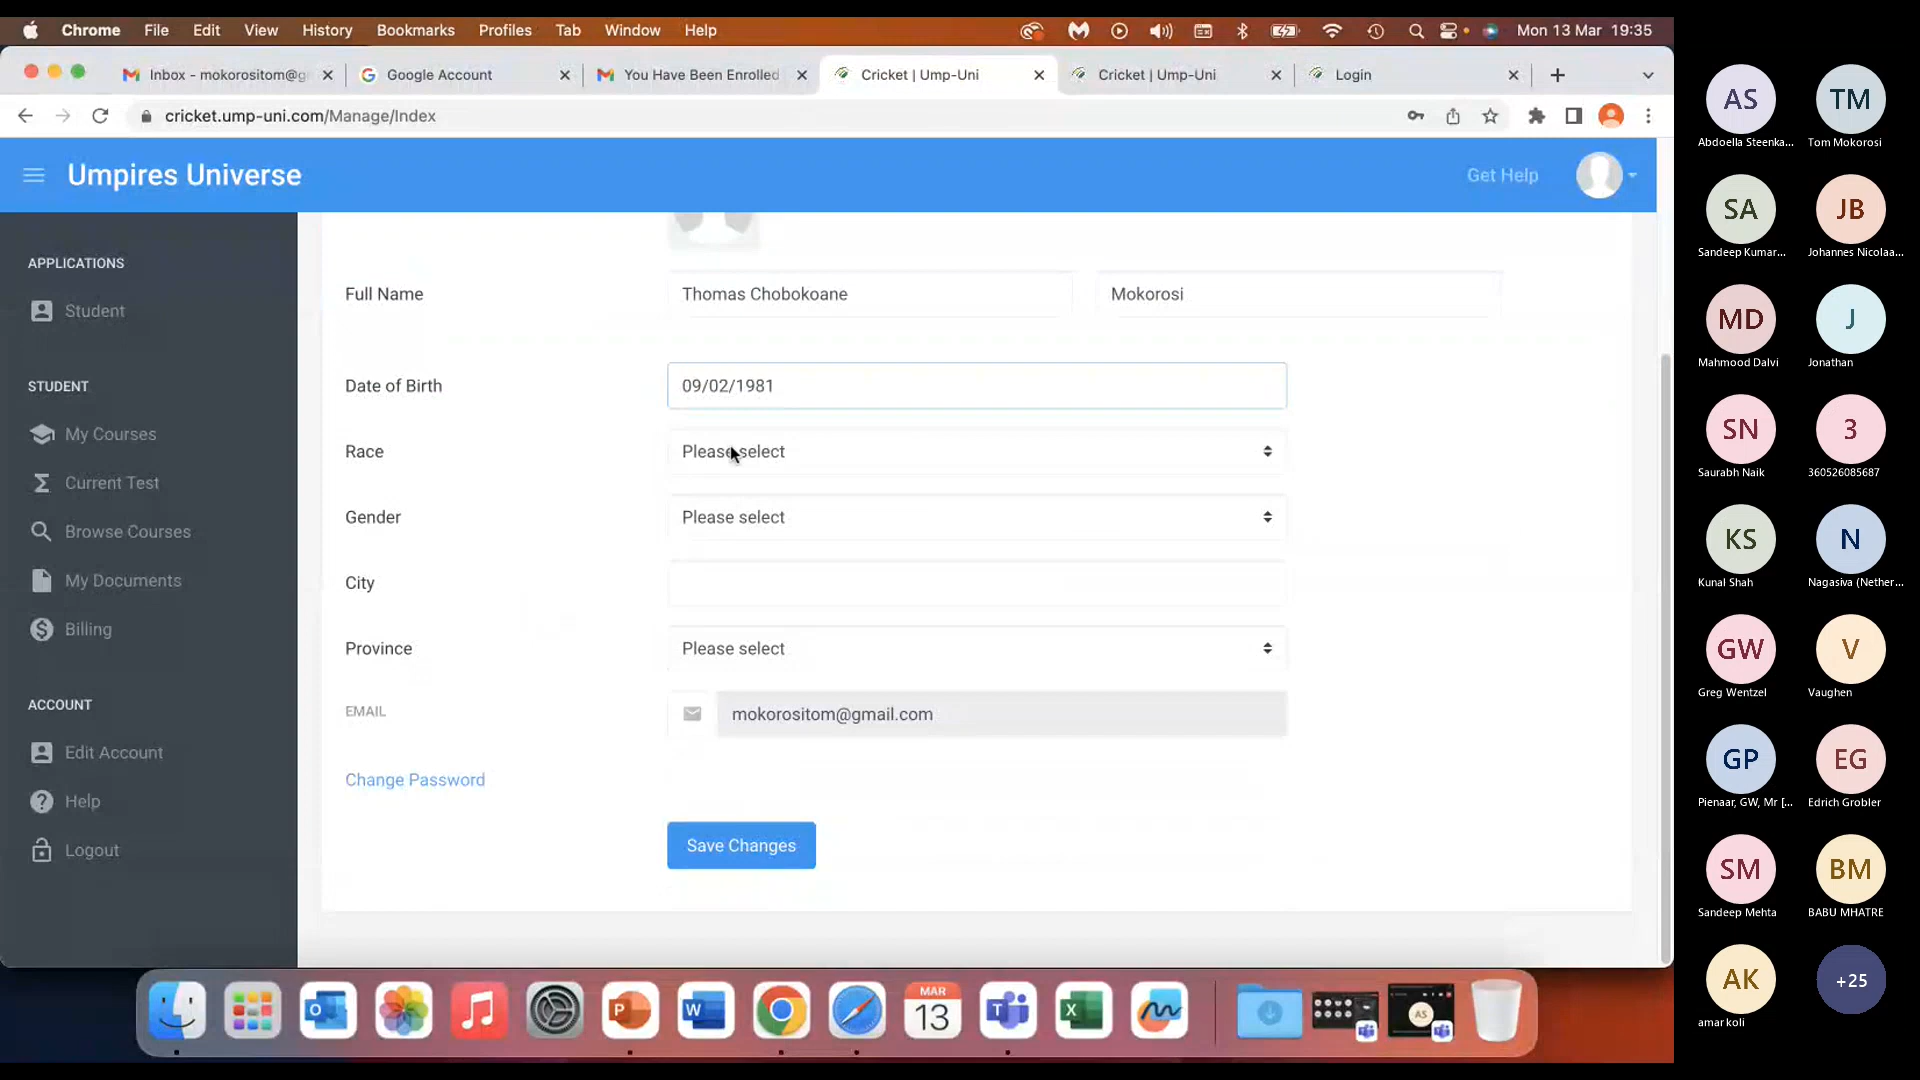 Chrome File Edit View History Bookmarks Profiles Tab Window Help Mon 13 Mar 19:35
Inbox - mokorositom@g
Google Account
You Have Been Enrolled
Cricket | Ump-Uni
Cricket | Ump-Uni
Login
cricket.ump-uni.com/Manage/Index
Umpires Universe
Get Help
APPLICATIONS
Student
STUDENT
My Courses
Current Test
Browse Courses
My Documents
Billing
ACCOUNT
Edit Account
Help
Logout
Full Name Thomas Chobokoane Mokorosi
Date of Birth 09/02/1981
Race Please select
Gender Please select
City
Province Please select
EMAIL mokorositom@gmail.com
Change Password
Save Changes
MAR
13
AS
AS TM
Abdoella Steenka... Tom Mokorosi
SA JB
Sandeep Kumar... Johannes Nicolaa...
MD J
Mahmood Dalvi Jonathan
SN 3
Saurabh Naik 360526085687
KS N
Kunal Shah Nagasiva (Nether...
GW V
Greg Wentzel Vaughen
GP EG
Pienaar, GW, Mr [... Edrich Grobler
SM BM
Sandeep Mehta BABU MHATRE
AK +25
amar koli